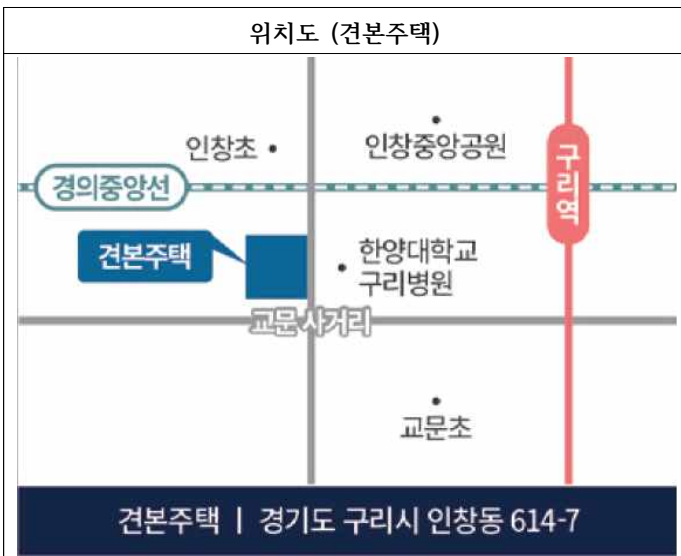 위치도 (견본주택)
인창초
인창중앙공원
구리역
경의중앙선
견본주택
한양대학교
구리병원
교문사거리
교문초
견본주택 | 경기도 구리시 인창동 614-7